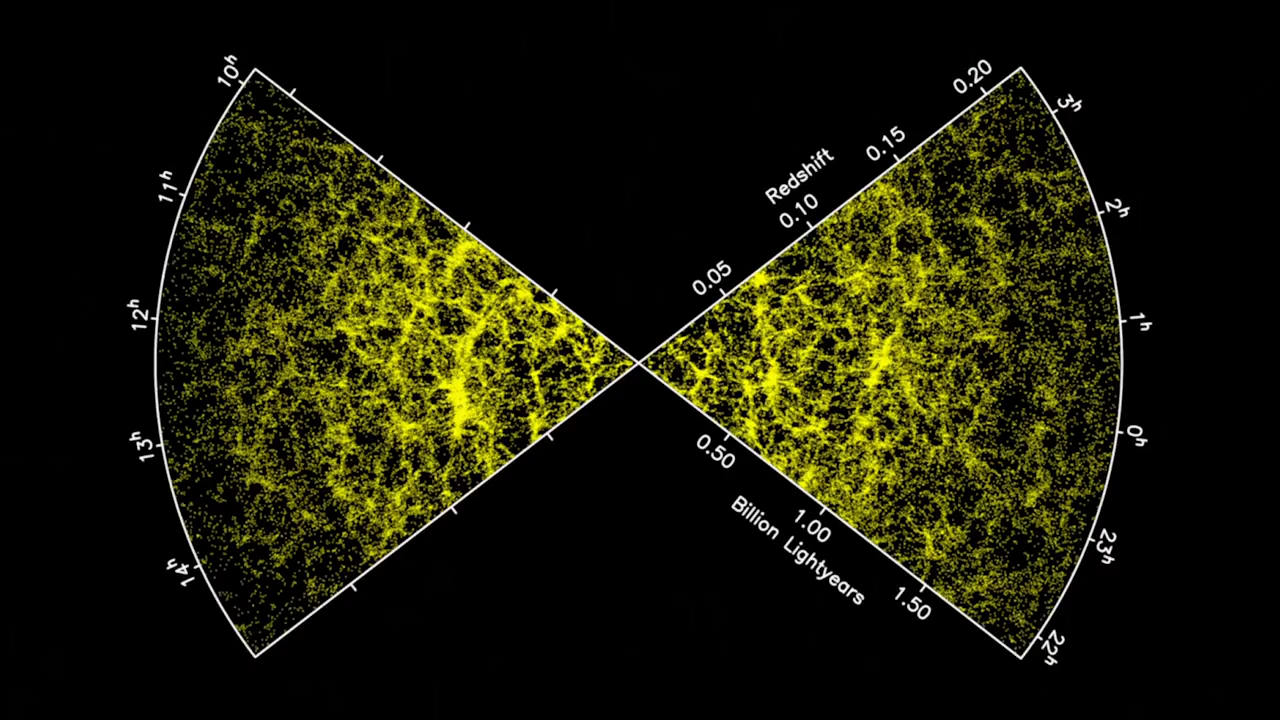 10ʰ
11ʰ
12ʰ
13ʰ
14ʰ
0.20
0.15
Redshift
0.10
0.05
0.50
Billion Lightyears
1.00
1.50
3ʰ
2ʰ
1ʰ
0ʰ
23ʰ
22ʰ